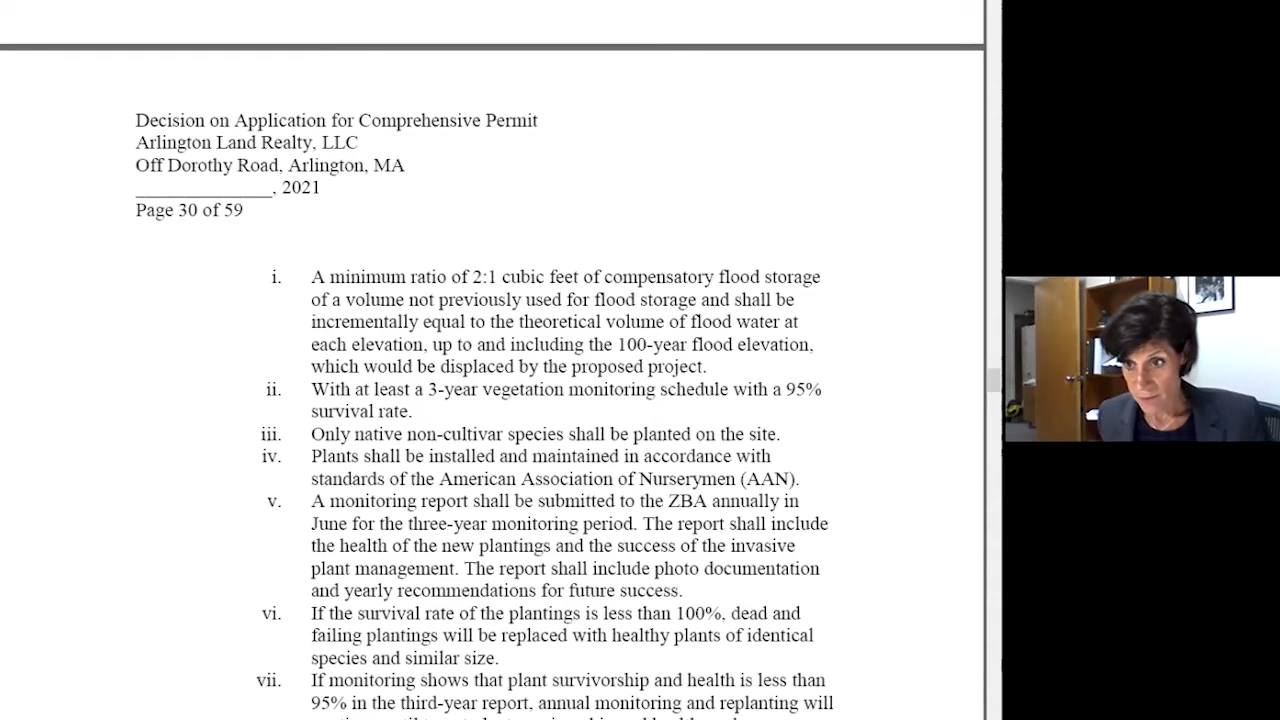 Decision on Application for Comprehensive Permit
Arlington Land Realty, LLC
Off Dorothy Road, Arlington, MA
_______________, 2021
Page 30 of 59
i. A minimum ratio of 2:1 cubic feet of compensatory flood storage
of a volume not previously used for flood storage and shall be
incrementally equal to the theoretical volume of flood water at
each elevation, up to and including the 100-year flood elevation,
which would be displaced by the proposed project.
ii. With at least a 3-year vegetation monitoring schedule with a 95%
survival rate.
iii. Only native non-cultivar species shall be planted on the site.
iv. Plants shall be installed and maintained in accordance with
standards of the American Association of Nurserymen (AAN).
v. A monitoring report shall be submitted to the ZBA annually in
June for the three-year monitoring period. The report shall include
the health of the new plantings and the success of the invasive
plant management. The report shall include photo documentation
and yearly recommendations for future success.
vi. If the survival rate of the plantings is less than 100%, dead and
failing plantings will be replaced with healthy plants of identical
species and similar size.
vii. If monitoring shows that plant survivorship and health is less than
95% in the third-year report, annual monitoring and replanting will